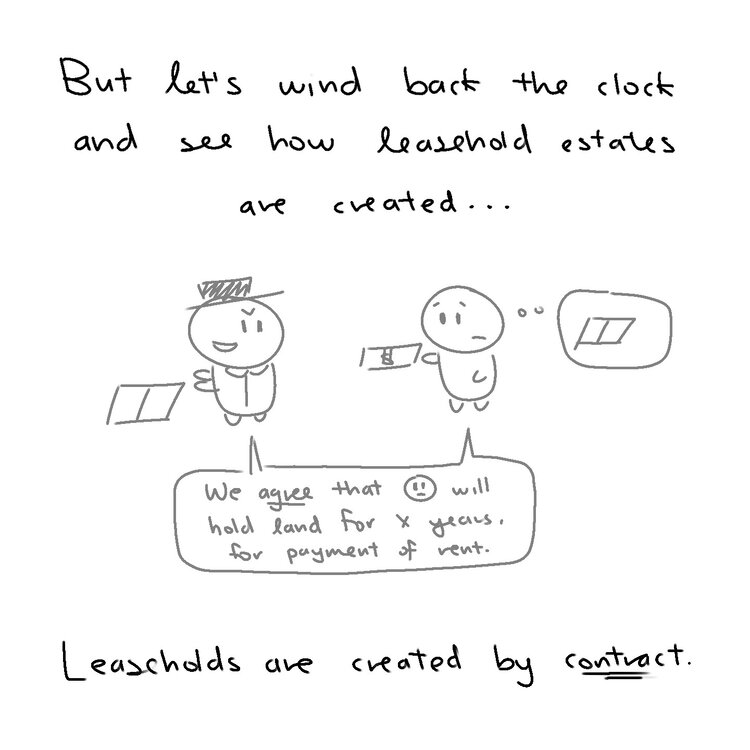 But let's wind back the clock
and see how leasehold estates
are created...
We agree that will
hold land for x years,
for payment of rent.
Leaseholds are created by contract.